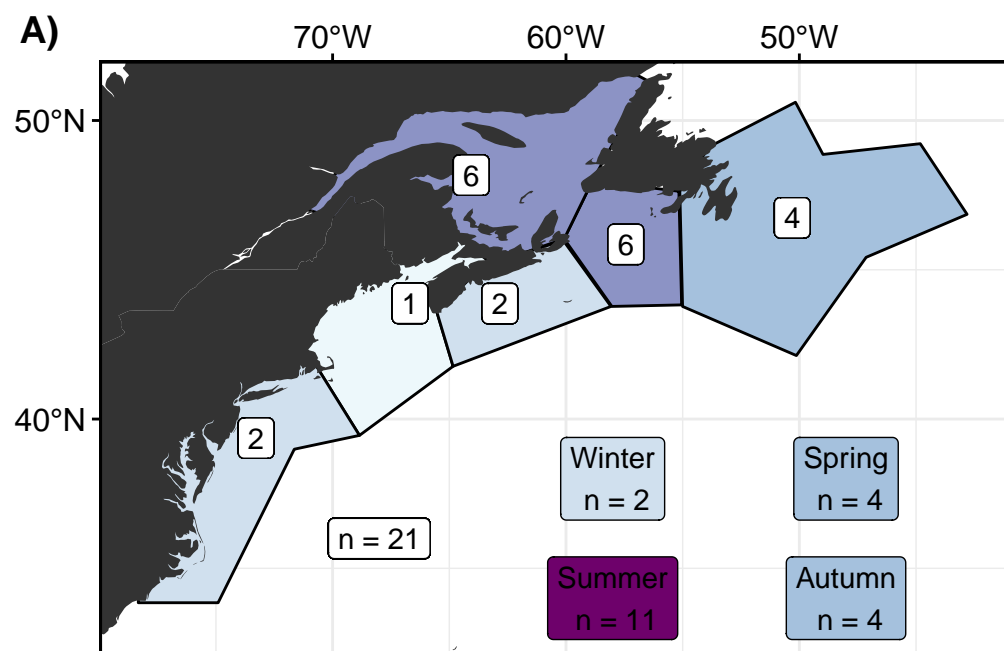 A)
70°W 60°W 50°W
50°N
6
4
6
1
2
40°N
2
Winter
n = 2
Spring
n = 4
n = 21
Summer
n = 11
Autumn
n = 4